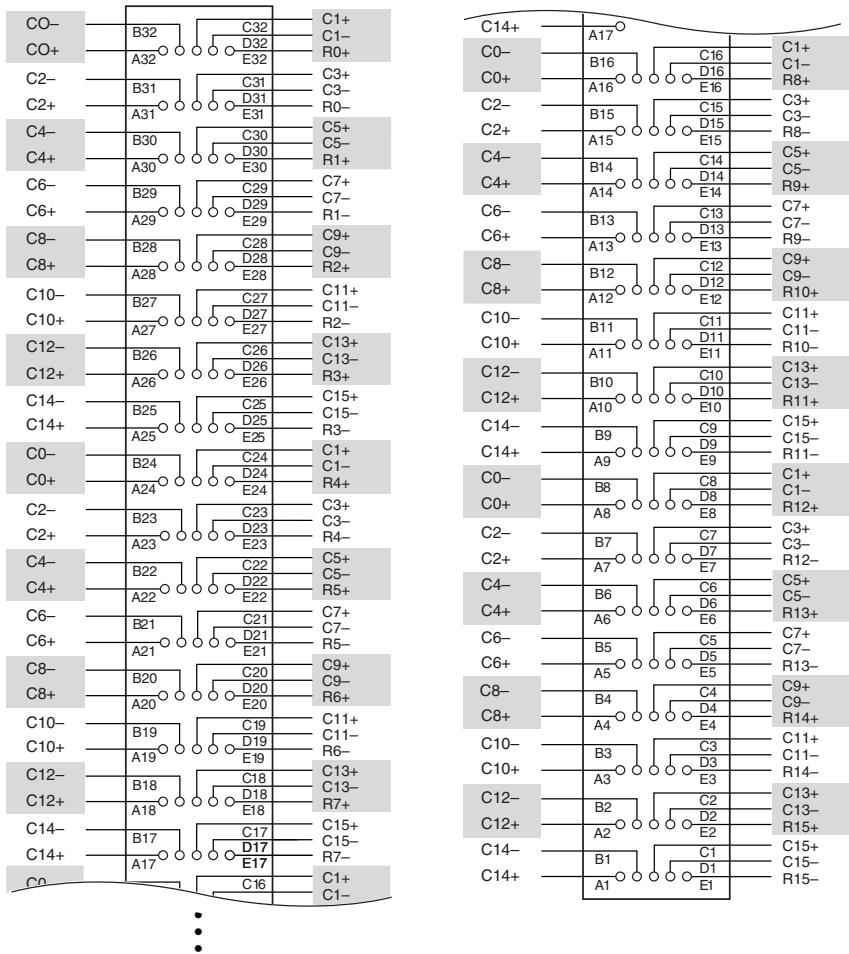 CO– B32 C32 C1+
D32 C1–
CO+ A32 E32 R0+
C2– B31 C31 C3+
D31 C3–
C2+ A31 E31 R0–
C4– B30 C30 C5+
D30 C5–
C4+ A30 E30 R1+
C6– B29 C29 C7+
D29 C7–
C6+ A29 E29 R1–
C8– B28 C28 C9+
D28 C9–
C8+ A28 E28 R2+
C10– B27 C27 C11+
D27 C11–
C10+ A27 E27 R2–
C12– B26 C26 C13+
D26 C13–
C12+ A26 E26 R3+
C14– B25 C25 C15+
D25 C15–
C14+ A25 E25 R3–
C0– B24 C24 C1+
D24 C1–
C0+ A24 E24 R4+
C2– B23 C23 C3+
D23 C3–
C2+ A23 E23 R4–
C4– B22 C22 C5+
D22 C5–
C4+ A22 E22 R5+
C6– B21 C21 C7+
D21 C7–
C6+ A21 E21 R5–
C8– B20 C20 C9+
D20 C9–
C8+ A20 E20 R6+
C10– B19 C19 C11+
D19 C11–
C10+ A19 E19 R6–
C12– B18 C18 C13+
D18 C13–
C12+ A18 E18 R7+
C14– B17 C17 C15+
D17 C15–
C14+ A17 E17 R7–
C0 C16 C1+
C1–
C14+ A17
C0– B16 C16 C1+
D16 C1–
C0+ A16 E16 R8+
C2– B15 C15 C3+
D15 C3–
C2+ A15 E15 R8–
C4– B14 C14 C5+
D14 C5–
C4+ A14 E14 R9+
C6– B13 C13 C7+
D13 C7–
C6+ A13 E13 R9–
C8– B12 C12 C9+
D12 C9–
C8+ A12 E12 R10+
C10– B11 C11 C11+
D11 C11–
C10+ A11 E11 R10–
C12– B10 C10 C13+
D10 C13–
C12+ A10 E10 R11+
C14– B9 C9 C15+
D9 C15–
C14+ A9 E9 R11–
C0– B8 C8 C1+
D8 C1–
C0+ A8 E8 R12+
C2– B7 C7 C3+
D7 C3–
C2+ A7 E7 R12–
C4– B6 C6 C5+
D6 C5–
C4+ A6 E6 R13+
C6– B5 C5 C7+
D5 C7–
C6+ A5 E5 R13–
C8– B4 C4 C9+
D4 C9–
C8+ A4 E4 R14+
C10– B3 C3 C11+
D3 C11–
C10+ A3 E3 R14–
C12– B2 C2 C13+
D2 C13–
C12+ A2 E2 R15+
C14– B1 C1 C15+
D1 C15–
C14+ A1 E1 R15–